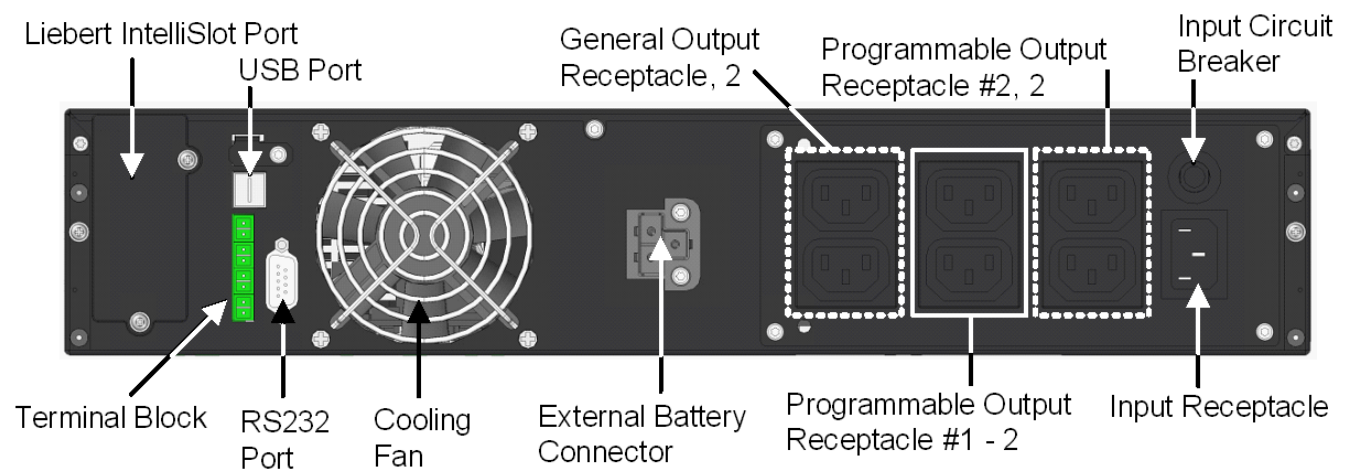 Liebert IntelliSlot Port
USB Port
General Output
Receptacle, 2
Programmable Output
Receptacle #2, 2
Input Circuit
Breaker
Terminal Block
RS232
Port
Cooling
Fan
External Battery
Connector
Programmable Output
Receptacle #1 - 2
Input Receptacle